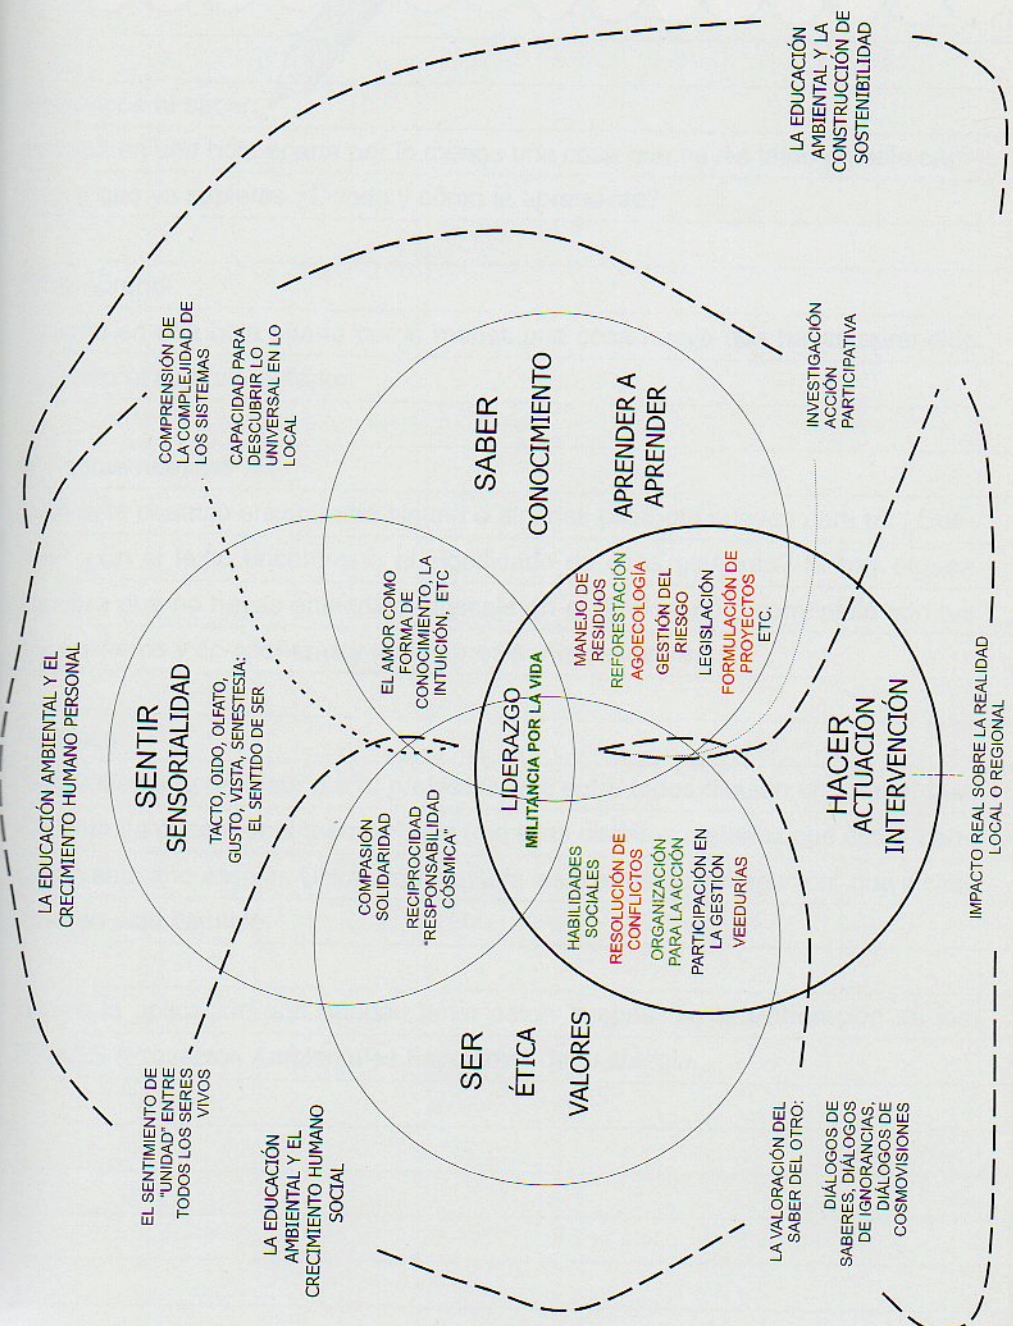 LA EDUCACIÓN AMBIENTAL Y EL
CRECIMIENTO HUMANO PERSONAL
EL SENTIMIENTO DE
"UNIDAD" ENTRE
TODOS LOS SERES
VIVOS
COMPRENSIÓN DE
LA COMPLEJIDAD DE
LOS SISTEMAS
CAPACIDAD PARA
DESCUBRIR LO
UNIVERSAL EN LO
LOCAL
SENTIR
SENSORIALIDAD
TACTO, OIDO, OLFATO,
GUSTO, VISTA, SENESTESIA:
EL SENTIDO DE SER
LA EDUCACIÓN
AMBIENTAL Y EL
CRECIMIENTO HUMANO
SOCIAL
COMPASIÓN
SOLIDARIDAD
RECIPROCIDAD
"RESPONSABILIDAD
CÓSMICA"
EL AMOR COMO
FORMA DE
CONOCIMIENTO, LA
INTUICIÓN, ETC
SER
ÉTICA
VALORES
LIDERAZGO
MILITANCIA POR LA VIDA
SABER
CONOCIMIENTO
APRENDER A
APRENDER
HABILIDADES
SOCIALES
RESOLUCIÓN DE
CONFLICTOS
ORGANIZACIÓN
PARA LA ACCIÓN
PARTICIPACIÓN EN
LA GESTIÓN
VEEDURÍAS
MANEJO DE
RESIDUOS
REFORESTACIÓN
AGOECOLOGÍA
GESTIÓN DEL
RIESGO
LEGISLACIÓN
FORMULACIÓN DE
PROYECTOS
ETC.
LA EDUCACIÓN
AMBIENTAL Y LA
CONSTRUCCIÓN DE
SOSTENIBILIDAD
LA VALORACIÓN DEL
SABER DEL OTRO:
DIÁLOGOS DE
SABERES, DIÁLOGOS
DE IGNORANCIAS,
DIÁLOGOS DE
COSMOVISIONES
HACER
ACTUACIÓN
INTERVENCIÓN
INVESTIGACIÓN
ACCIÓN
PARTICIPATIVA
IMPACTO REAL SOBRE LA REALIDAD
LOCAL O REGIONAL